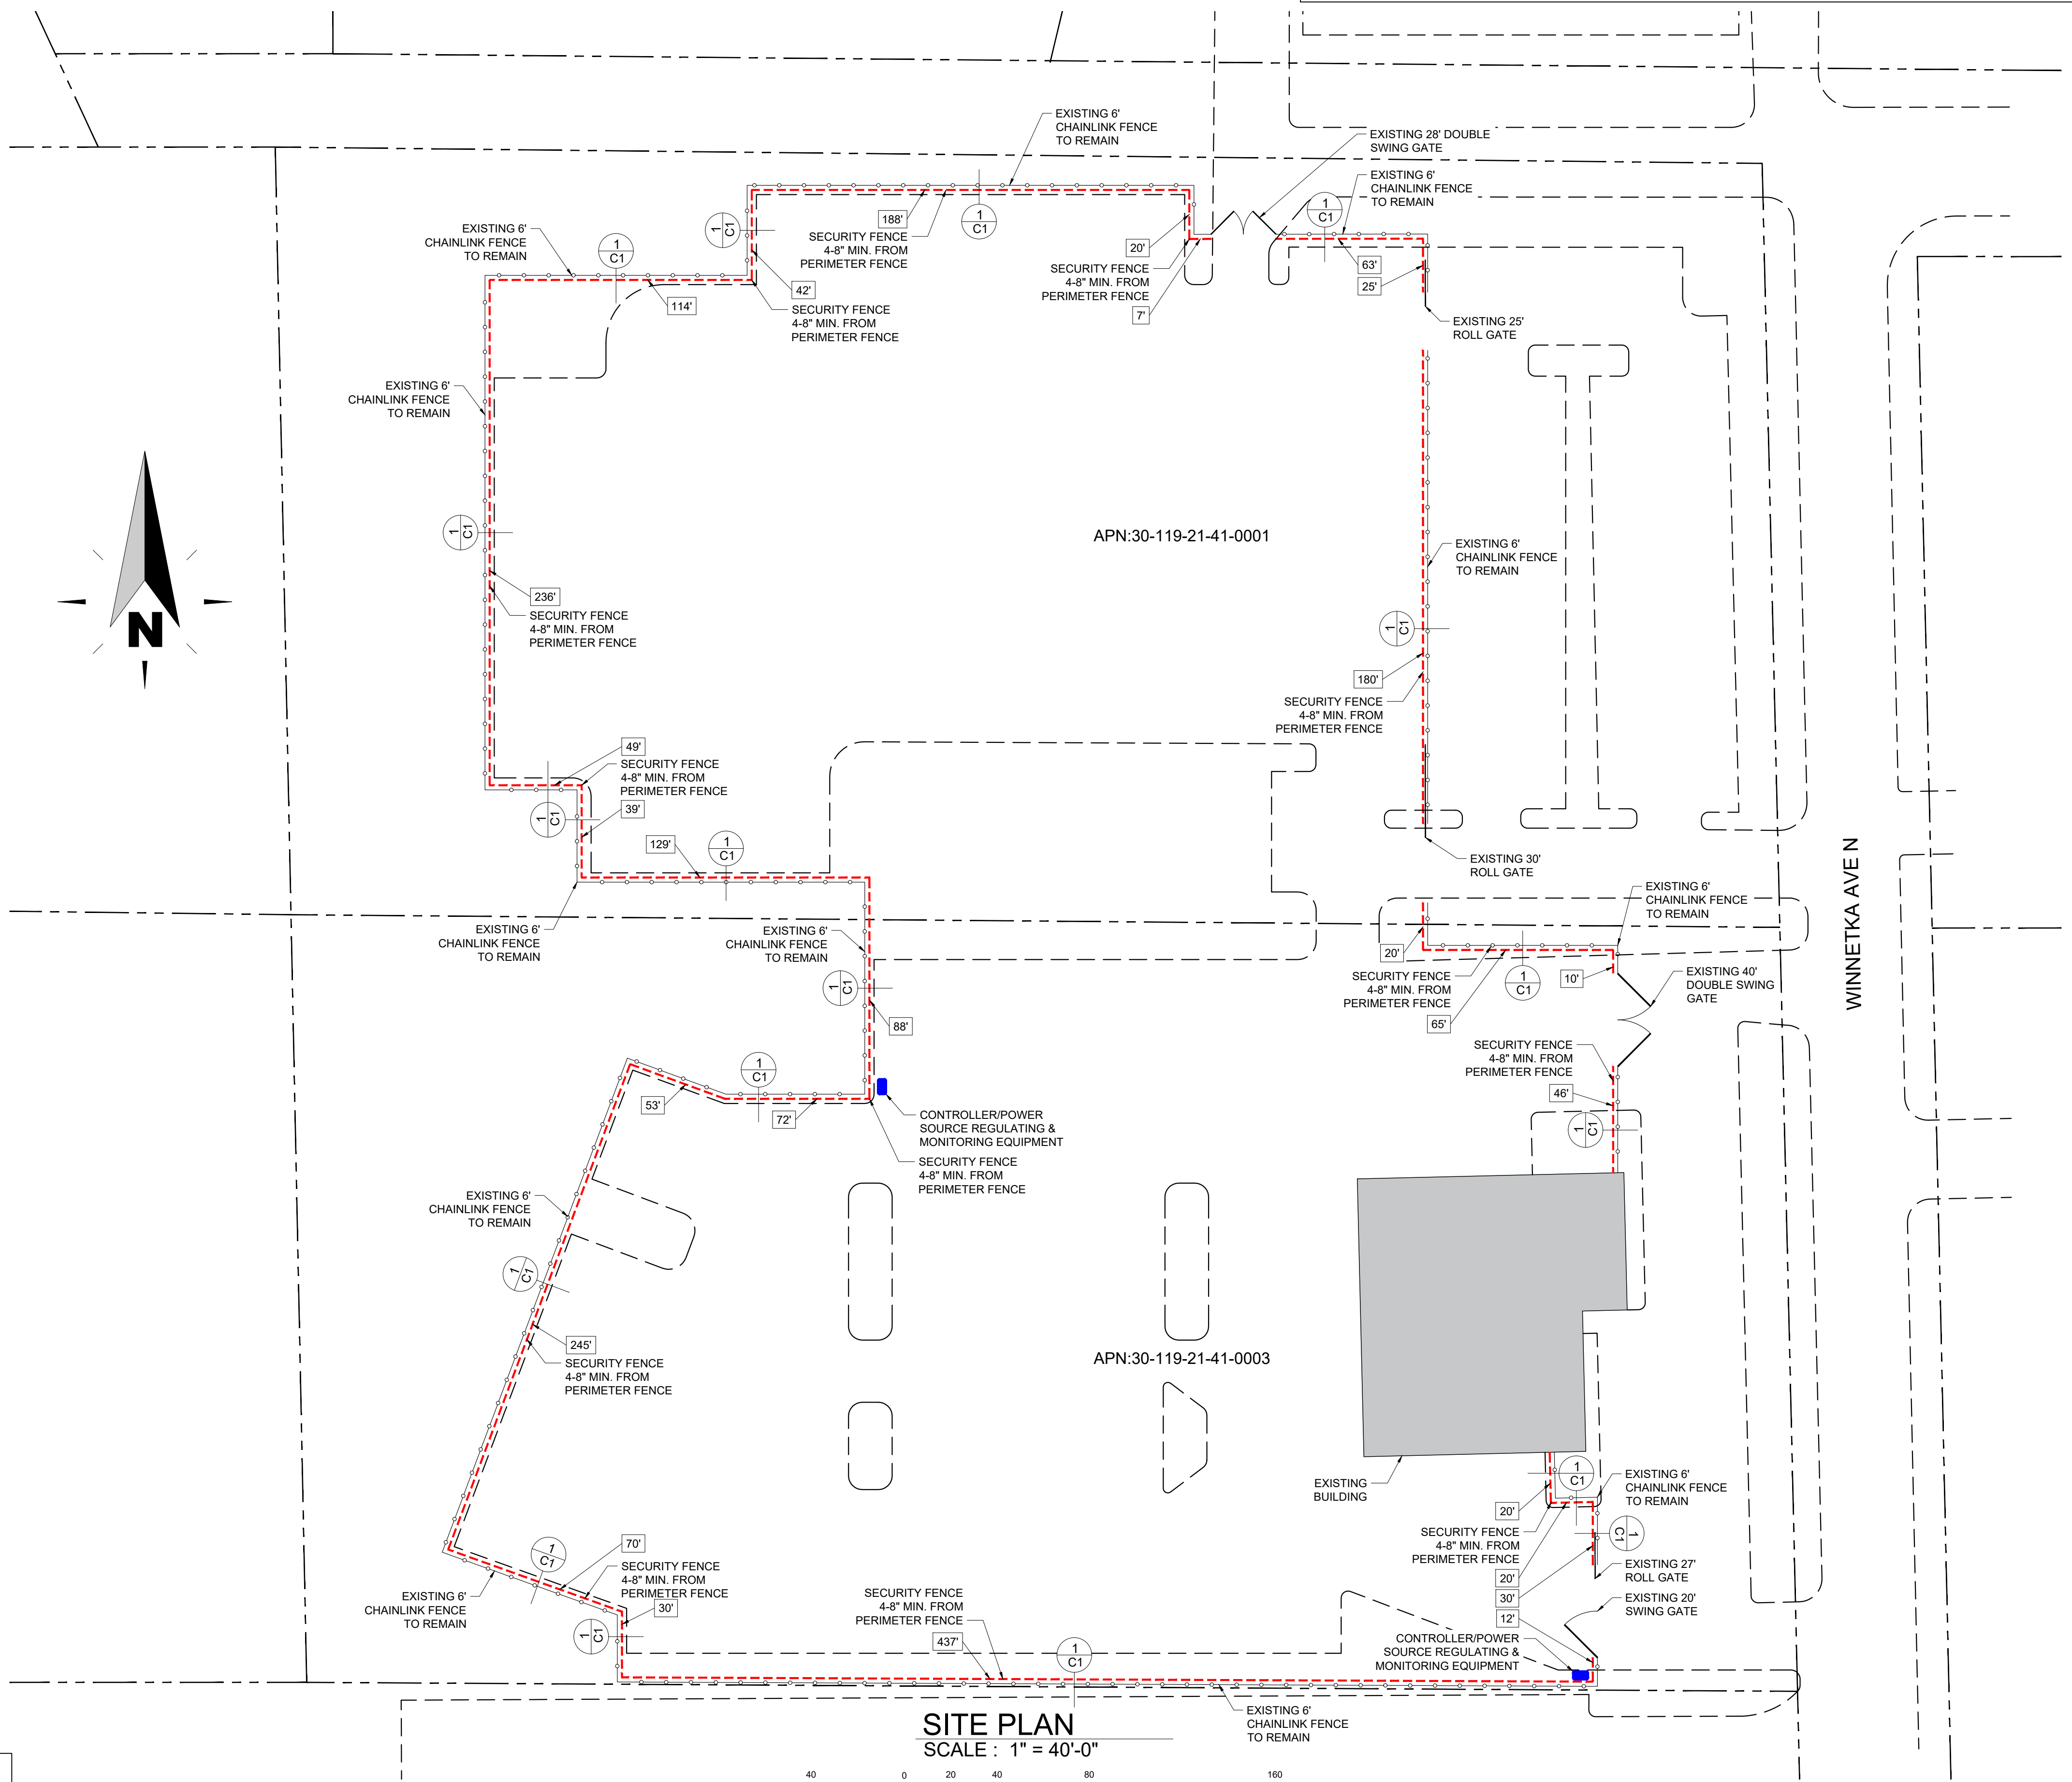 EXISTING 6'
CHAINLINK FENCE
TO REMAIN
EXISTING 28' DOUBLE
SWING GATE
EXISTING 6'
CHAINLINK FENCE
TO REMAIN
1
C1
188'
1
C1
SECURITY FENCE
4-8" MIN. FROM
PERIMETER FENCE
1
C1
EXISTING 6'
CHAINLINK FENCE
TO REMAIN
1
C1
20'
SECURITY FENCE
4-8" MIN. FROM
PERIMETER FENCE
7'
63'
25'
42'
114'
SECURITY FENCE
4-8" MIN. FROM
PERIMETER FENCE
EXISTING 25'
ROLL GATE
EXISTING 6'
CHAINLINK FENCE
TO REMAIN
1
C1
APN:30-119-21-41-0001
EXISTING 6'
CHAINLINK FENCE
TO REMAIN
N
236'
SECURITY FENCE
4-8" MIN. FROM
PERIMETER FENCE
1
C1
180'
SECURITY FENCE
4-8" MIN. FROM
PERIMETER FENCE
49'
SECURITY FENCE
4-8" MIN. FROM
PERIMETER FENCE
39'
1
C1
129'
1
C1
EXISTING 30'
ROLL GATE
WINNETKA AVE N
EXISTING 6'
CHAINLINK FENCE
TO REMAIN
EXISTING 6'
CHAINLINK FENCE
TO REMAIN
EXISTING 6'
CHAINLINK FENCE
TO REMAIN
1
C1
88'
20'
SECURITY FENCE
4-8" MIN. FROM
PERIMETER FENCE
65'
1
C1
10'
EXISTING 40'
DOUBLE SWING
GATE
SECURITY FENCE
4-8" MIN. FROM
PERIMETER FENCE
46'
1
C1
1
C1
53'
72'
CONTROLLER/POWER
SOURCE REGULATING &
MONITORING EQUIPMENT
SECURITY FENCE
4-8" MIN. FROM
PERIMETER FENCE
EXISTING 6'
CHAINLINK FENCE
TO REMAIN
1
C1
245'
SECURITY FENCE
4-8" MIN. FROM
PERIMETER FENCE
APN:30-119-21-41-0003
EXISTING
BUILDING
1
C1
EXISTING 6'
CHAINLINK FENCE
TO REMAIN
20'
SECURITY FENCE
4-8" MIN. FROM
PERIMETER FENCE
1
C1
20'
30'
12'
EXISTING 27'
ROLL GATE
EXISTING 20'
SWING GATE
CONTROLLER/POWER
SOURCE REGULATING &
MONITORING EQUIPMENT
1
C1
70'
SECURITY FENCE
4-8" MIN. FROM
PERIMETER FENCE
30'
EXISTING 6'
CHAINLINK FENCE
TO REMAIN
1
C1
SECURITY FENCE
4-8" MIN. FROM
PERIMETER FENCE
437'
1
C1
EXISTING 6'
CHAINLINK FENCE
TO REMAIN
SITE PLAN
SCALE : 1" = 40'-0"
40 0 20 40 80 160